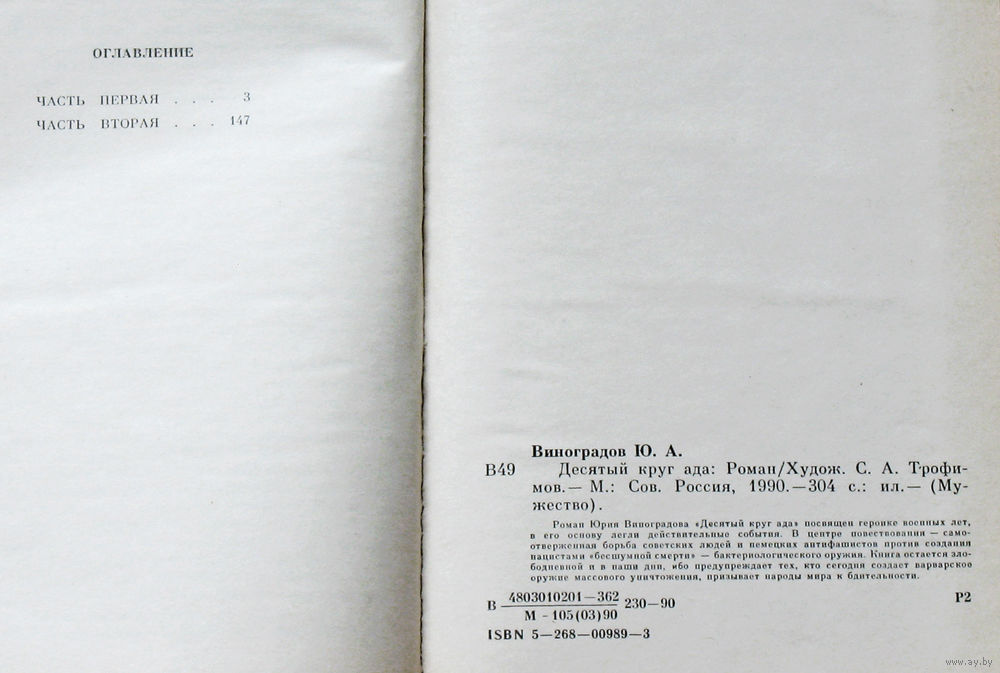 ОГЛАВЛЕНИЕ
ЧАСТЬ ПЕРВАЯ . . . 3
ЧАСТЬ ВТОРАЯ . . . 147
Виноградов Ю. А.
В49 Десятый круг ада: Роман/Худож. С. А. Трофи-
мов.— М.: Сов. Россия, 1990.—304 с.: ил.— (Му-
жество).
Роман Юрия Виноградова «Десятый круг ада» посвящен героике военных лет,
в его основу легли действительные события. В центре повествования — само-
отверженная борьба советских людей и немецких антифашистов против создания
нацистами «бесшумной смерти» — бактериологического оружия. Книга остается зло-
бодневной и в наши дни, ибо предупреждает тех, кто сегодня создает варварское
оружие массового уничтожения, призывает народы мира к бдительности.
4803010201—362
В 230—90 Р2
М - 105(03)90
ISBN 5—268—00989—3
www.ay.by